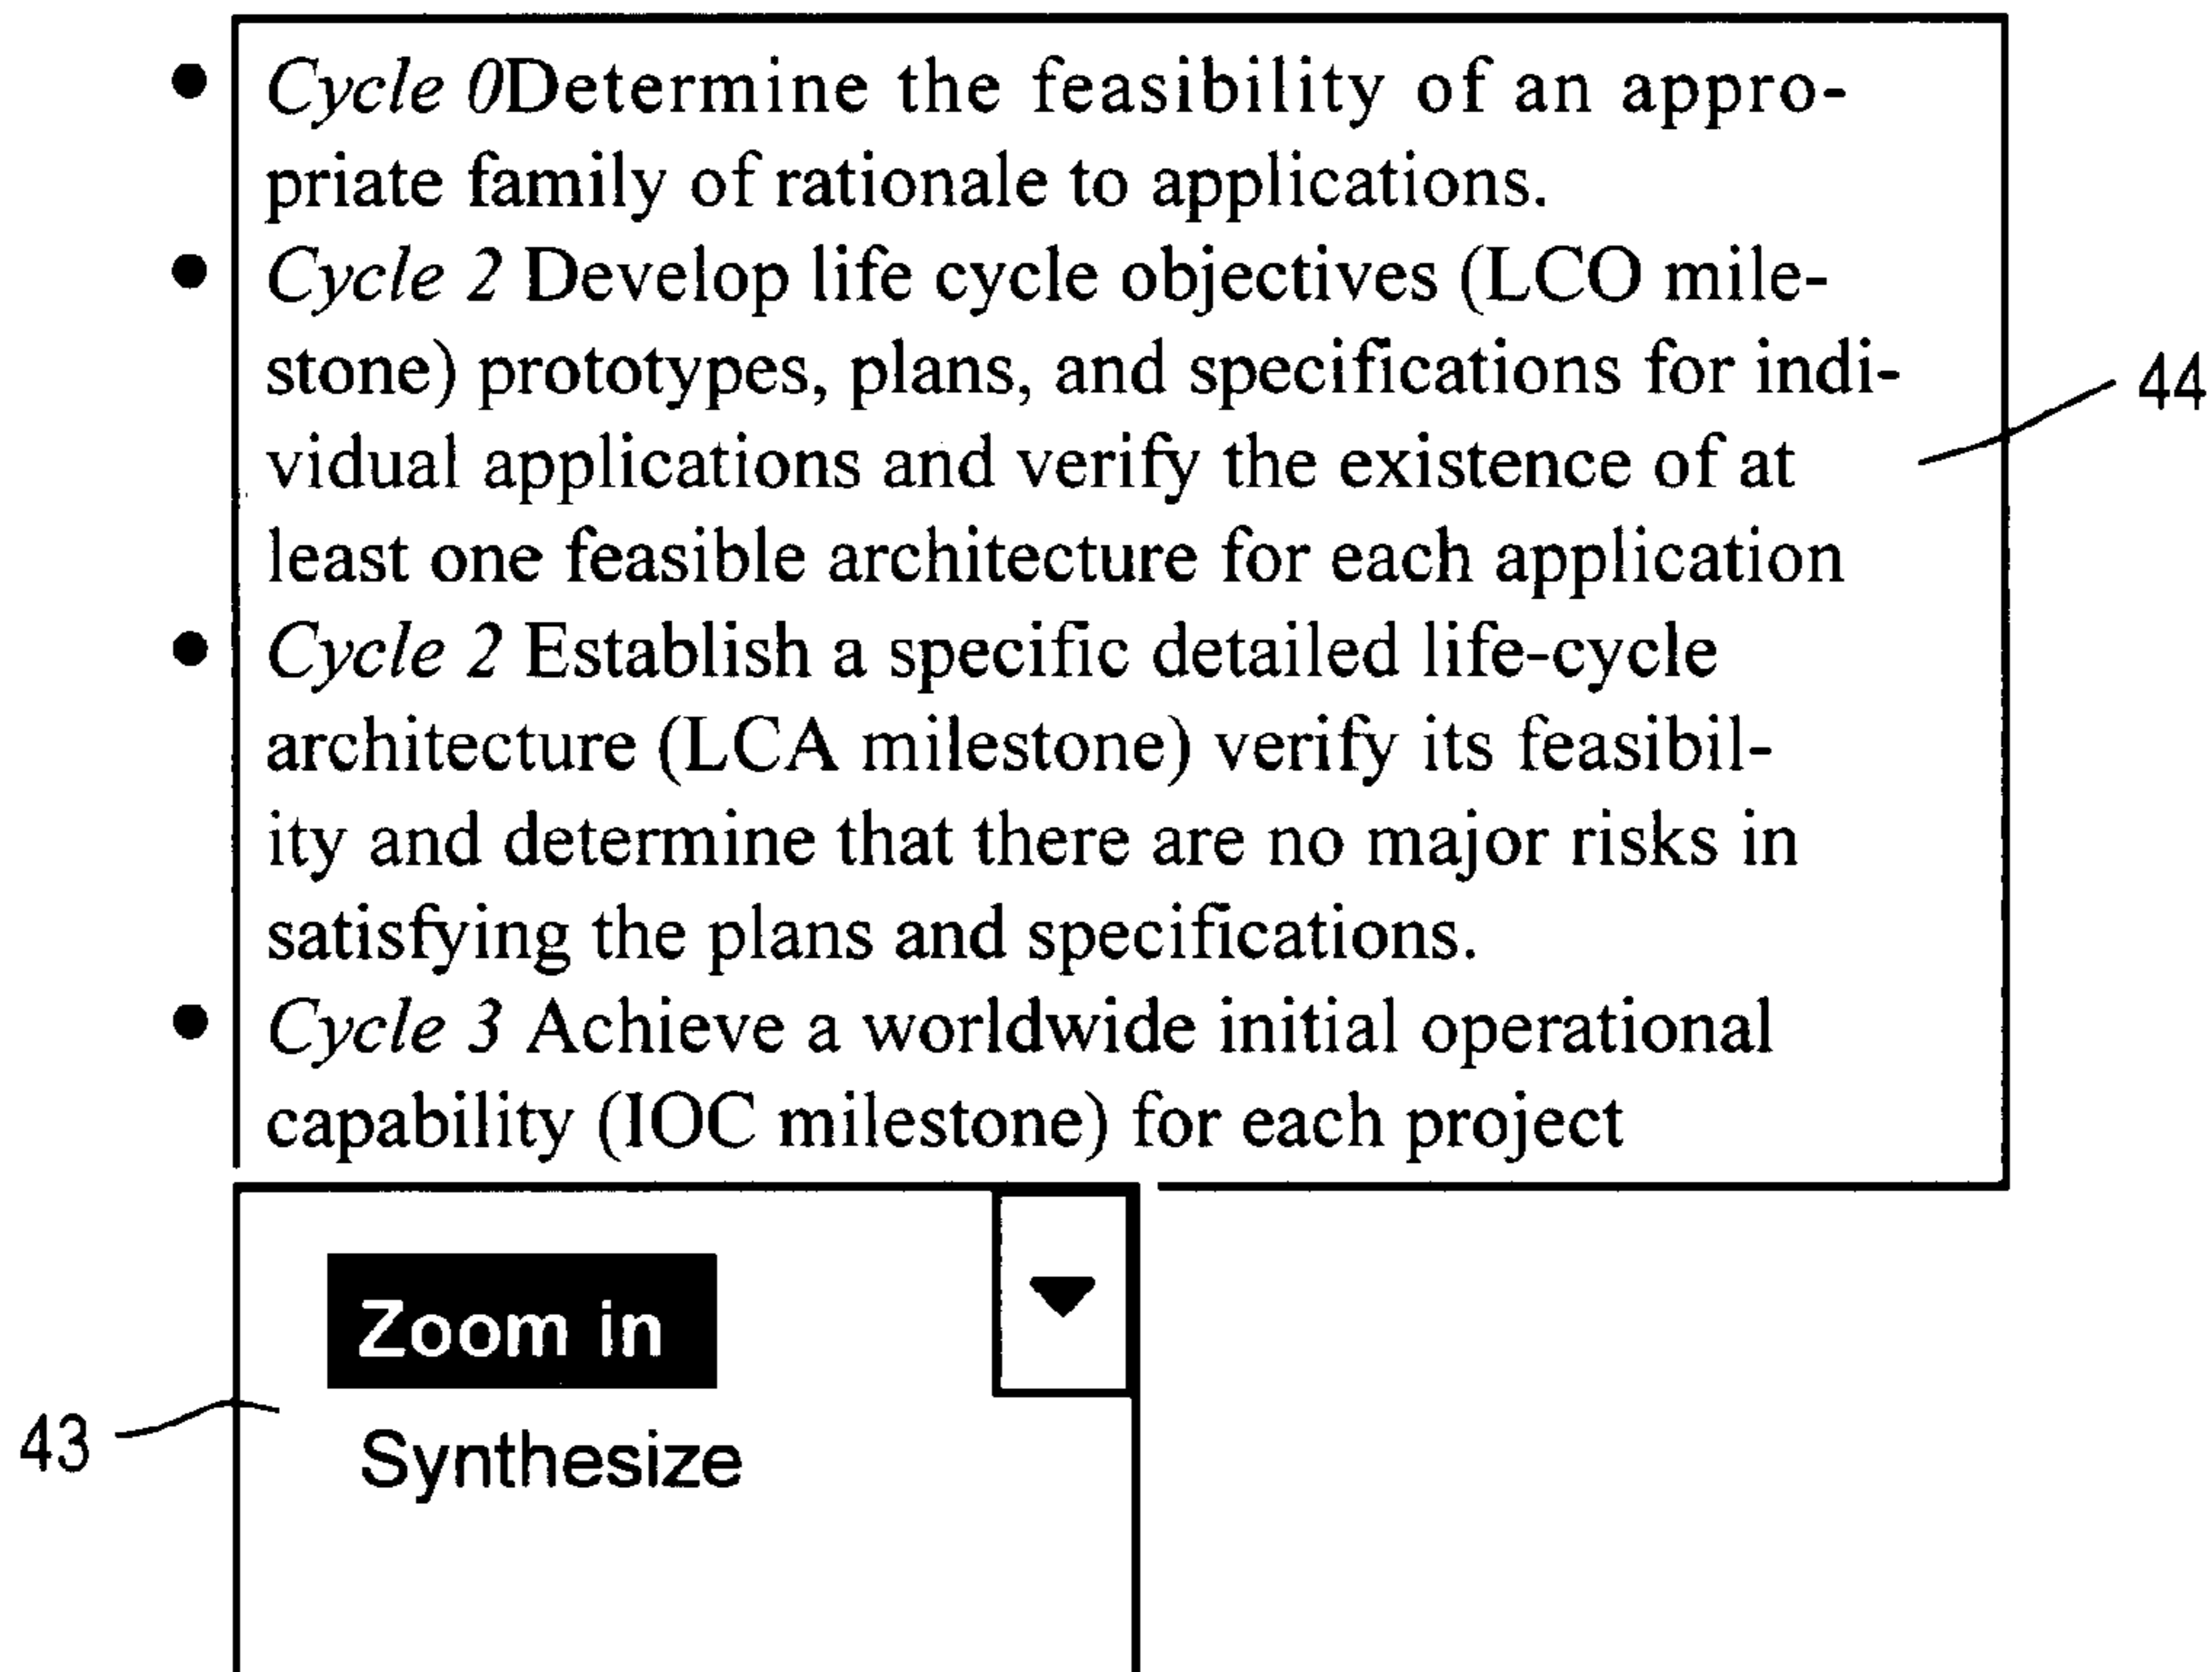 • Cycle 0Determine the feasibility of an appro-
priate family of rationale to applications.
• Cycle 2 Develop life cycle objectives (LCO mile-
stone) prototypes, plans, and specifications for indi-
44
vidual applications and verify the existence of at
least one feasible architecture for each application
• Cycle 2 Establish a specific detailed life-cycle
architecture (LCA milestone) verify its feasibil-
ity and determine that there are no major risks in
satisfying the plans and specifications.
• Cycle 3 Achieve a worldwide initial operational
capability (IOC milestone) for each project
Zoom in
43
Synthesize